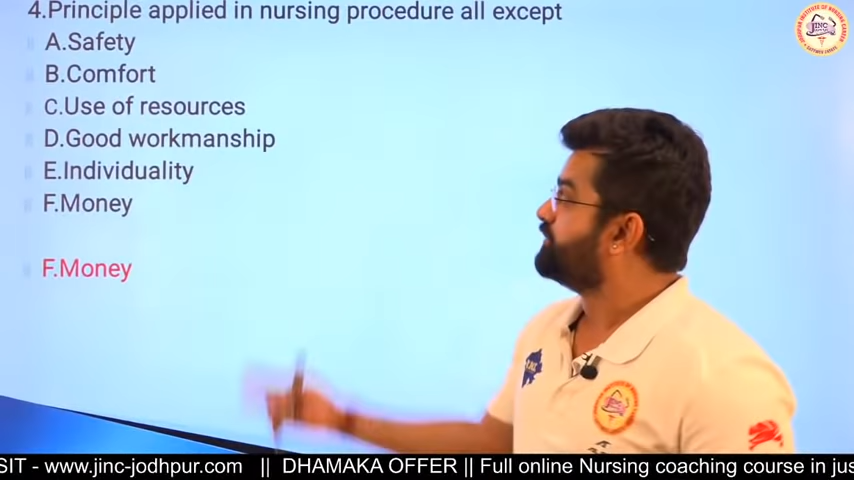 4.Principle applied in nursing procedure all except
A.Safety
B.Comfort
C.Use of resources
D.Good workmanship
E.Individuality
F.Money
F.Money
JINC
SIT - www.jinc-jodhpur.com || DHAMAKA OFFER || Full online Nursing coaching course in jus